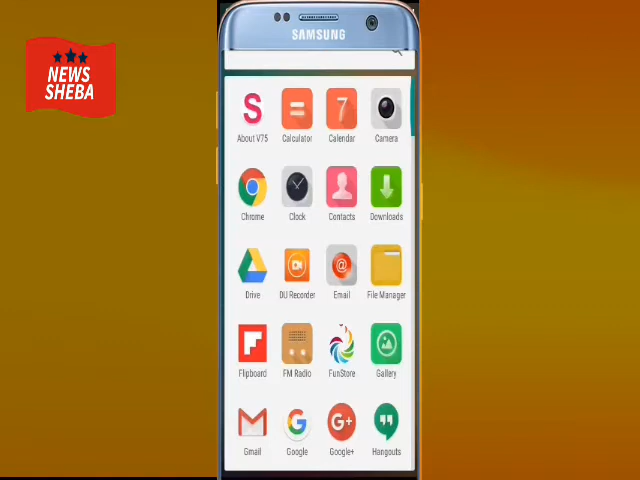 SAMSUNG
NEWS
SHEBA
About V75
Calculator
7
Calendar
Camera
Chrome
Clock
Contacts
Downloads
Drive
DU Recorder
Email
File Manager
Flipboard
FM Radio
FunStore
Gallery
Gmail
Google
Google+
Hangouts